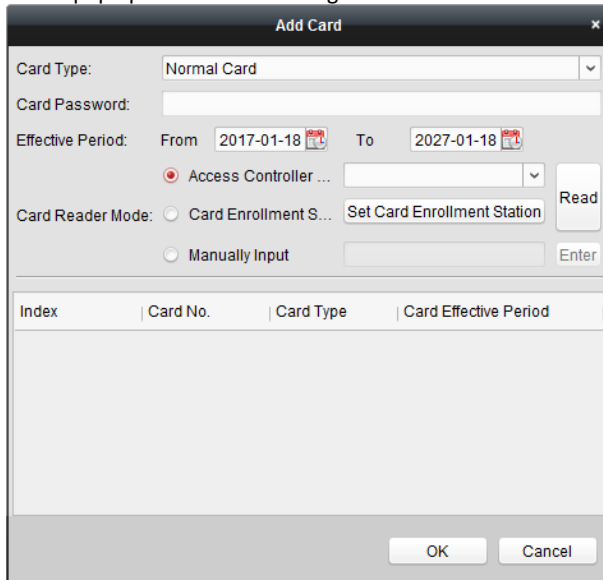 Add Card ×
Card Type: Normal Card
Card Password:
Effective Period: From 2017-01-18 To 2027-01-18
Access Controller ...
Read
Card Reader Mode: Card Enrollment S... Set Card Enrollment Station
Manually Input Enter
Index Card No. Card Type Card Effective Period
OK Cancel